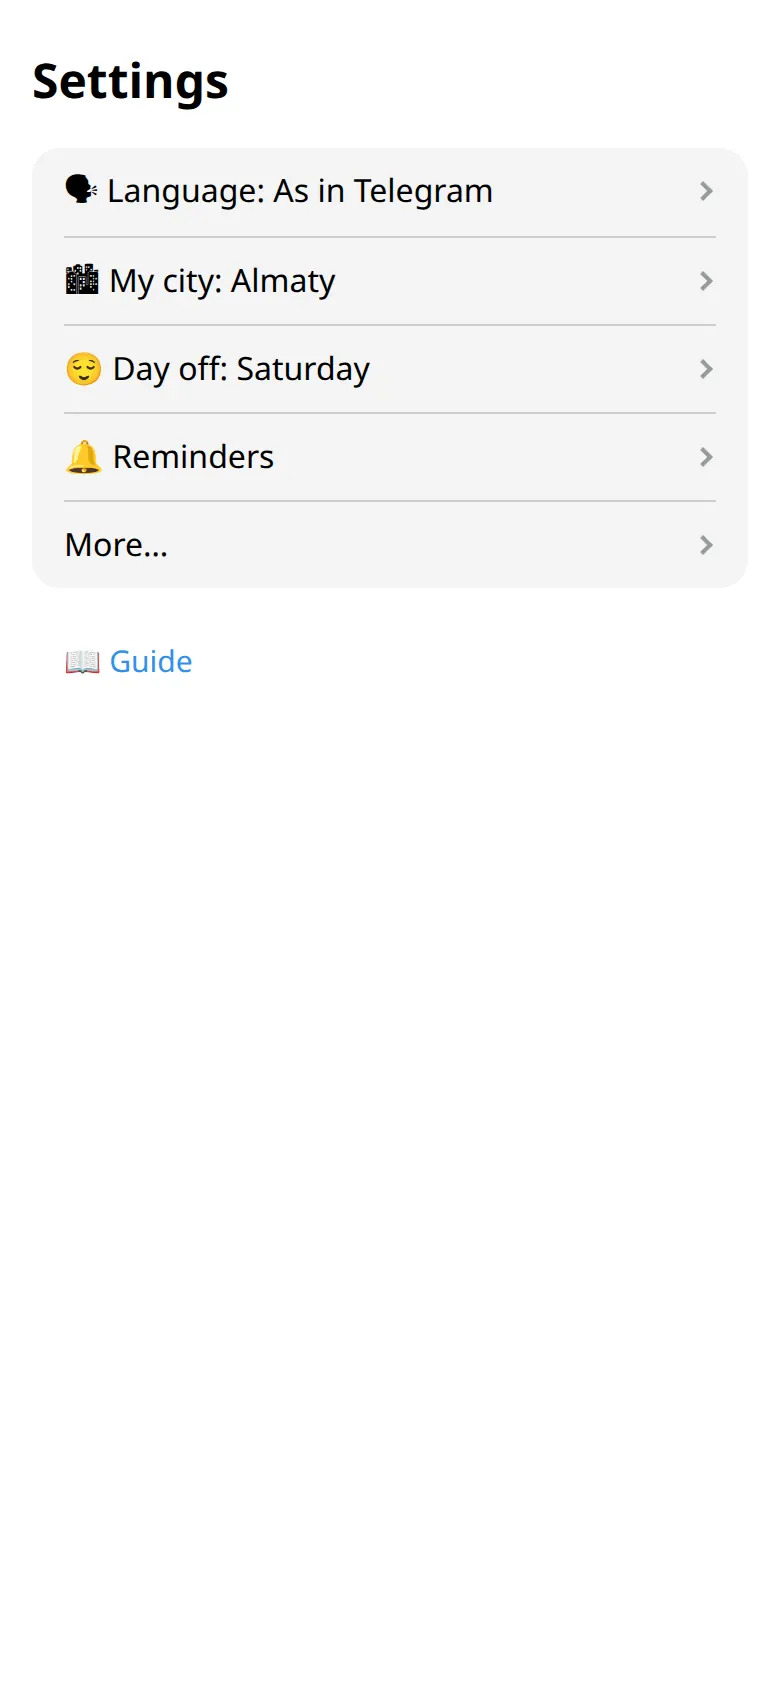 Settings
🗣 Language: As in Telegram
🏙 My city: Almaty
😌 Day off: Saturday
🔔 Reminders
More...
📖 Guide